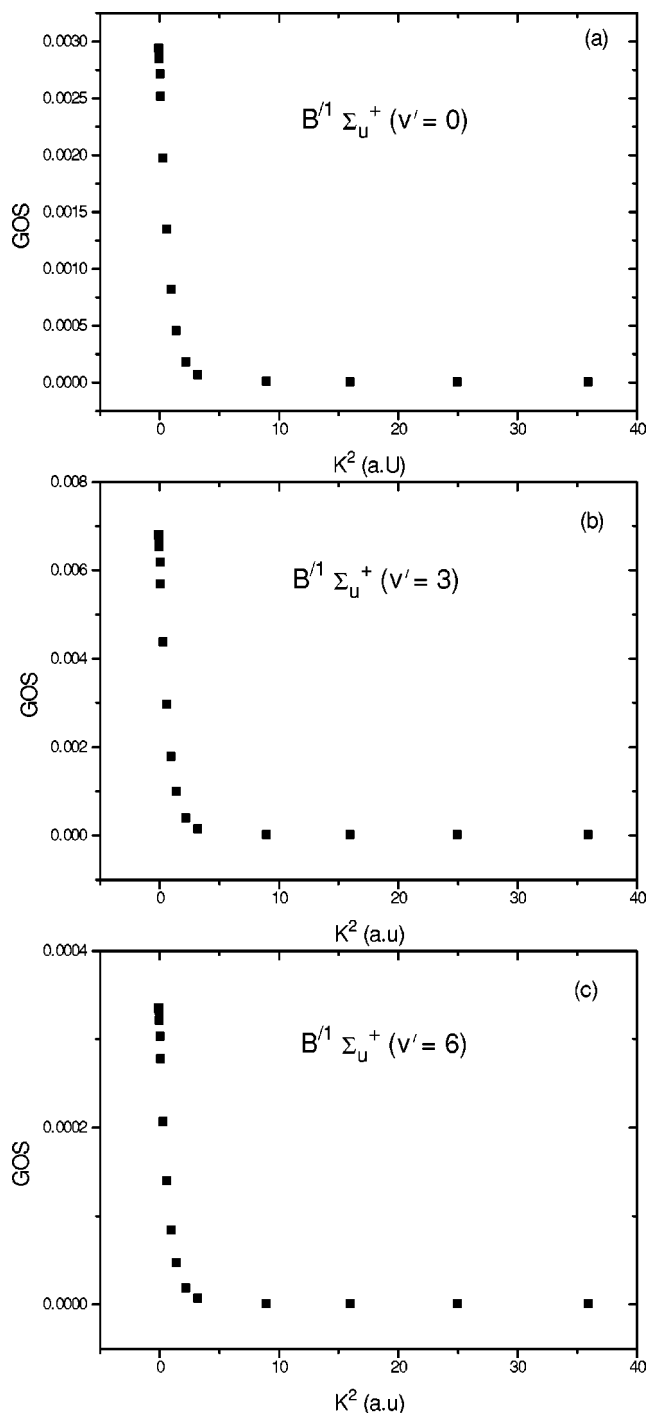 (a)
B/1 Σu+ (v′ = 0)
GOS
0.0030
0.0025
0.0020
0.0015
0.0010
0.0005
0.0000
0
10
20
30
40
K2 (a.U)
(b)
B/1 Σu+ (v′ = 3)
GOS
0.008
0.006
0.004
0.002
0.000
0
10
20
30
40
K2 (a.u)
(c)
B/1 Σu+ (v′ = 6)
GOS
0.0004
0.0002
0.0000
0
10
20
30
40
K2 (a.u)